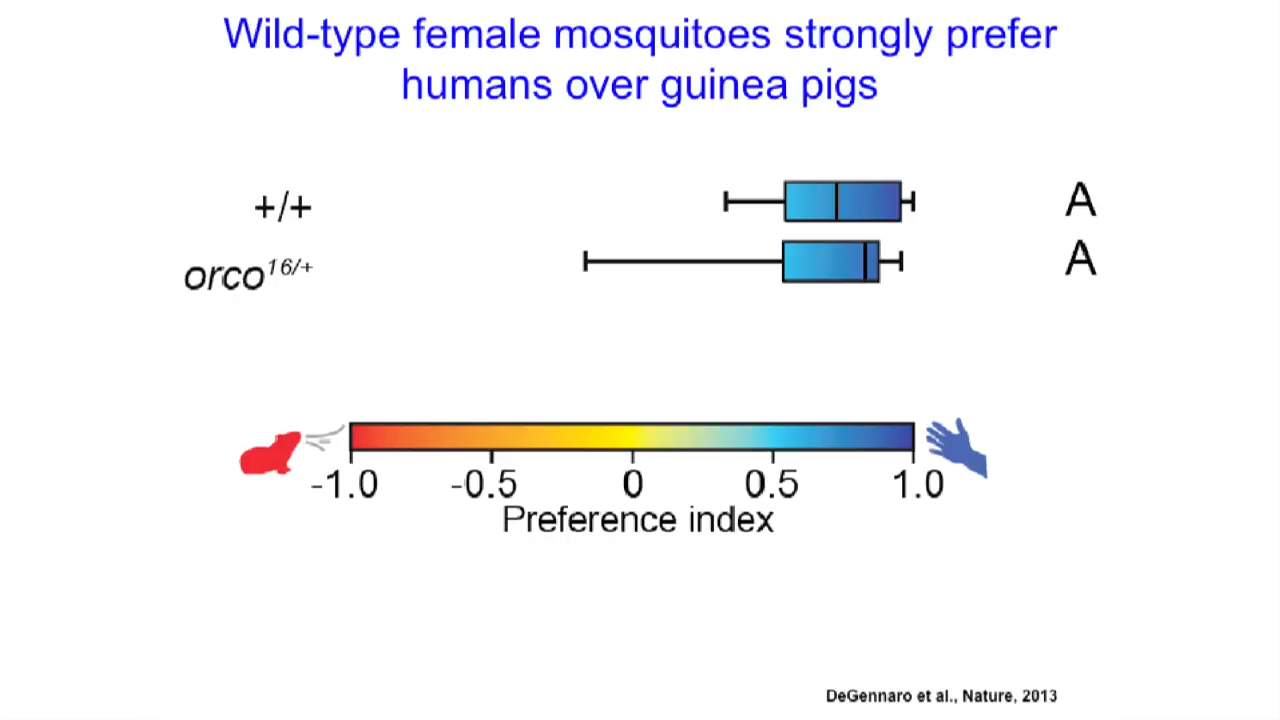 Wild-type female mosquitoes strongly prefer
humans over guinea pigs
+/+ A
orco16/+ A
-1.0 -0.5 0 0.5 1.0
Preference index
DeGennaro et al., Nature, 2013